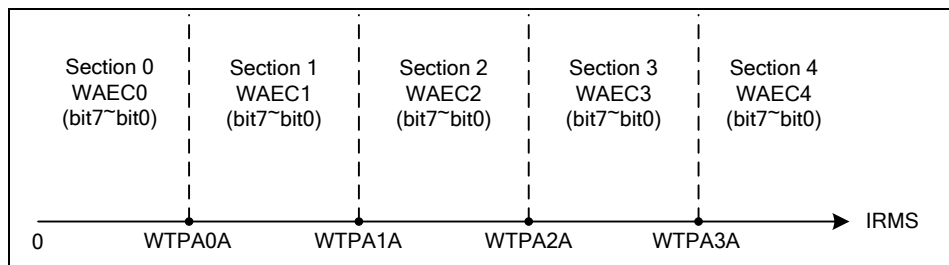 Section 0 Section 1 Section 2 Section 3 Section 4
WAEC0 WAEC1 WAEC2 WAEC3 WAEC4
(bit7~bit0) (bit7~bit0) (bit7~bit0) (bit7~bit0) (bit7~bit0)
IRMS
0 WTPA0A WTPA1A WTPA2A WTPA3A